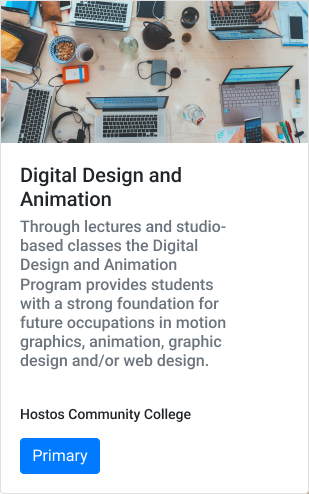 Digital Design and
Animation
Through lectures and studio-
based classes the Digital
Design and Animation
Program provides students
with a strong foundation for
future occupations in motion
graphics, animation, graphic
design and/or web design.
Hostos Community College
Primary